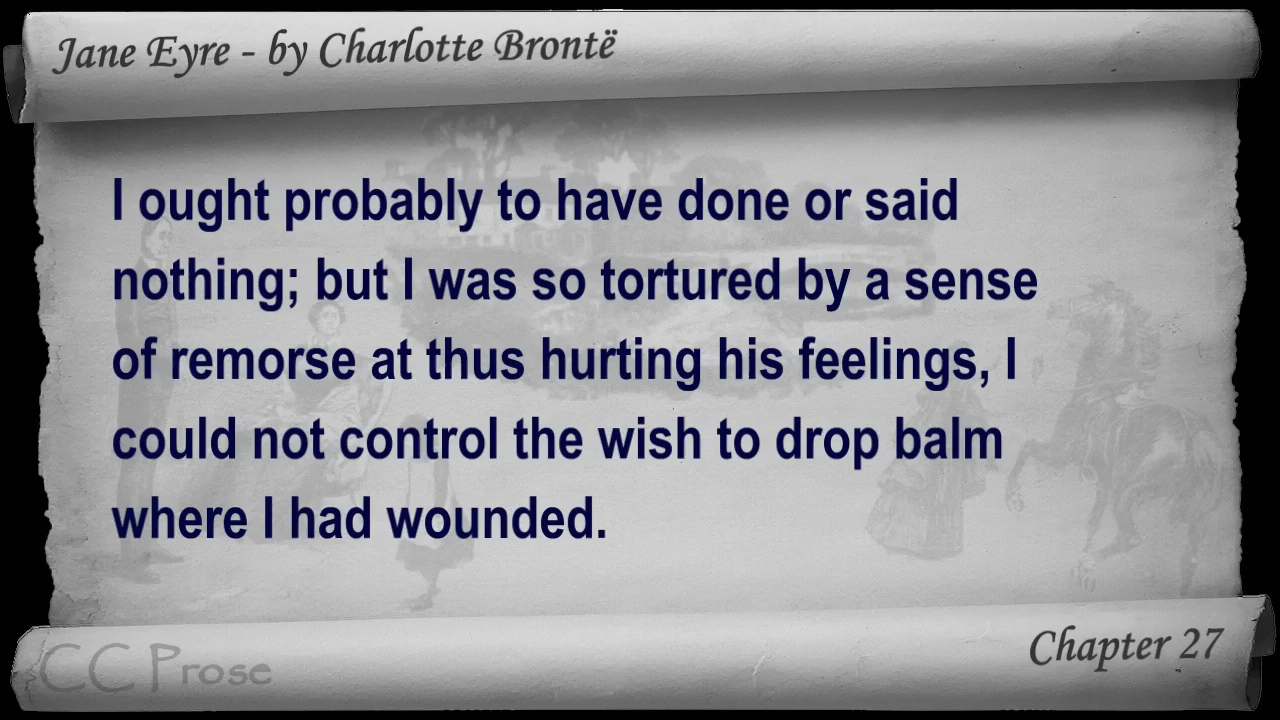 Jane Eyre - by Charlotte Brontë
I ought probably to have done or said
nothing; but I was so tortured by a sense
of remorse at thus hurting his feelings, I
could not control the wish to drop balm
where I had wounded.
CC Prose
Chapter 27